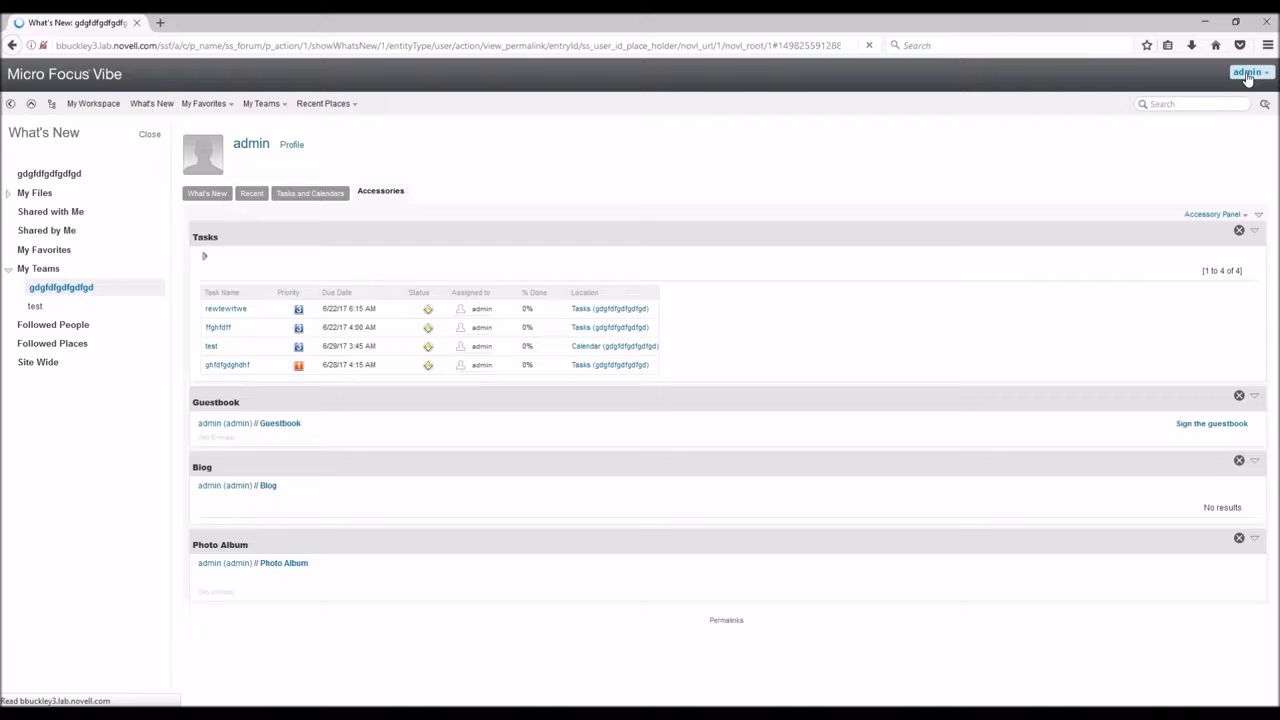 What's New: gdgfdfgdfgdfg
bbuckley3.lab.novell.com/ssf/a/c/p_name/ss_forum/p_action/1/showWhatsNew/1/entityType/user/action/view_permalink/entryId/ss_user_id_place_holder/novl_url/1/novl_root/1#14982559128
Search
Micro Focus Vibe
admin
My Workspace What's New My Favorites My Teams Recent Places
Search
What's New Close
gdgfdfgdfgdfgd
My Files
Shared with Me
Shared by Me
My Favorites
My Teams
gdgfdfgdfgdfgd
test
Followed People
Followed Places
Site Wide
admin Profile
What's New Recent Tasks and Calendars Accessories
Accessory Panel
Tasks
[1 to 4 of 4]
Task Name Priority Due Date Status Assigned to % Done Location
rewtewrtwe 3 6/22/17 6:15 AM admin 0% Tasks (gdgfdfgdfgdfgd)
ffghfdff 3 6/22/17 4:00 AM admin 0% Tasks (gdgfdfgdfgdfgd)
test 3 6/29/17 3:45 AM admin 0% Calendar (gdgfdfgdfgdfgd)
ghfdfgdghdhf 1 6/28/17 4:15 AM admin 0% Tasks (gdgfdfgdfgdfgd)
Guestbook
admin (admin) // Guestbook Sign the guestbook
Blog
admin (admin) // Blog
No results
Photo Album
admin (admin) // Photo Album
Permalinks
Read bbuckley3.lab.novell.com